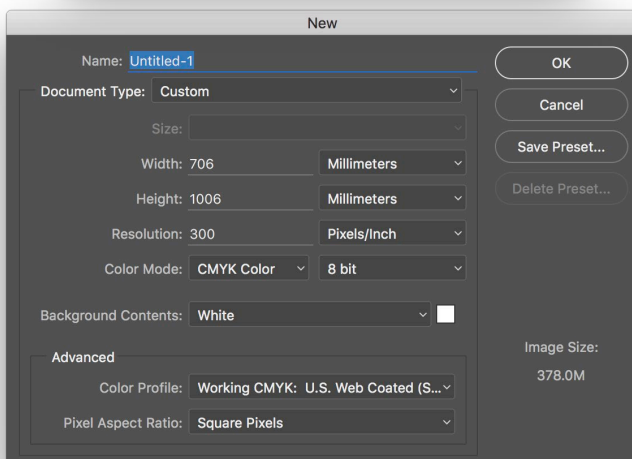 New
Name: Untitled-1
OK
Document Type: Custom
Cancel
Size:
Save Preset...
Width: 706 Millimeters
Delete Preset...
Height: 1006 Millimeters
Resolution: 300 Pixels/Inch
Color Mode: CMYK Color 8 bit
Background Contents: White
Image Size:
378.0M
Advanced
Color Profile: Working CMYK: U.S. Web Coated (S...
Pixel Aspect Ratio: Square Pixels